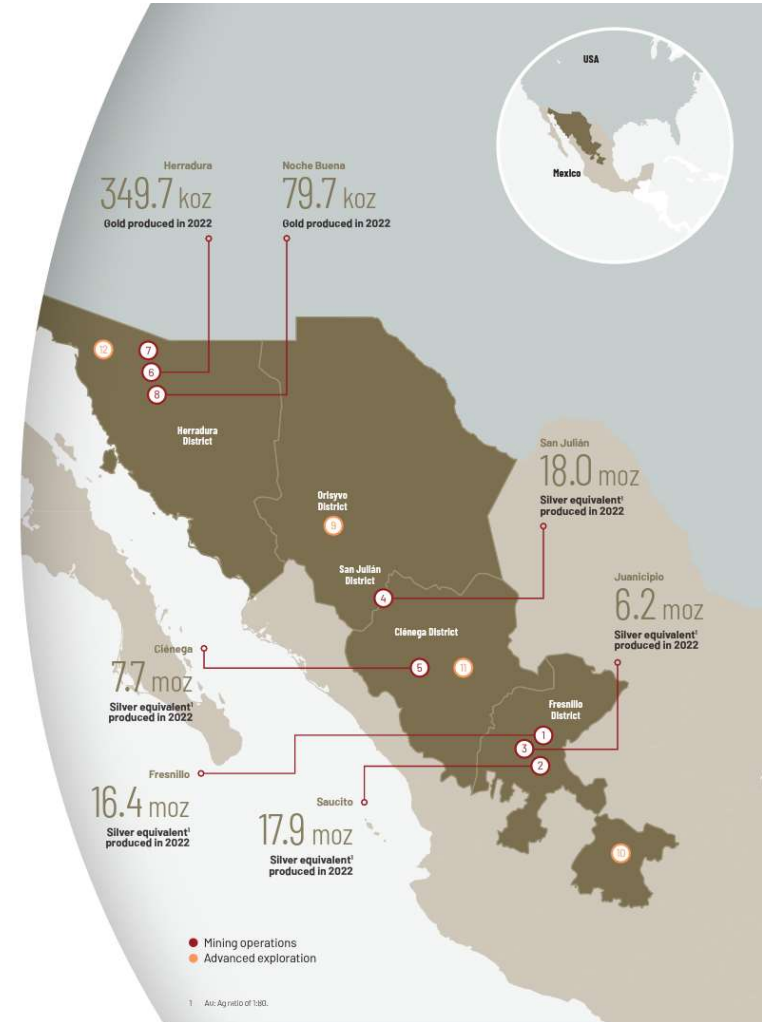 USA
Mexico
Herradura
349.7 koz
Gold produced in 2022
Noche Buena
79.7 koz
Gold produced in 2022
12
7
6
8
Herradura
District
San Julián
18.0 moz
Silver equivalent¹
produced in 2022
Orisyvo
District
9
San Julián
District
4
Juanicipio
6.2 moz
Silver equivalent¹
produced in 2022
Ciénega District
5
11
Ciénega
7.7 moz
Silver equivalent¹
produced in 2022
Fresnillo
District
1
3
2
Fresnillo
16.4 moz
Silver equivalent¹
produced in 2022
Saucito
17.9 moz
Silver equivalent¹
produced in 2022
10
Mining operations
Advanced exploration
1 Au: Ag ratio of 1:80.